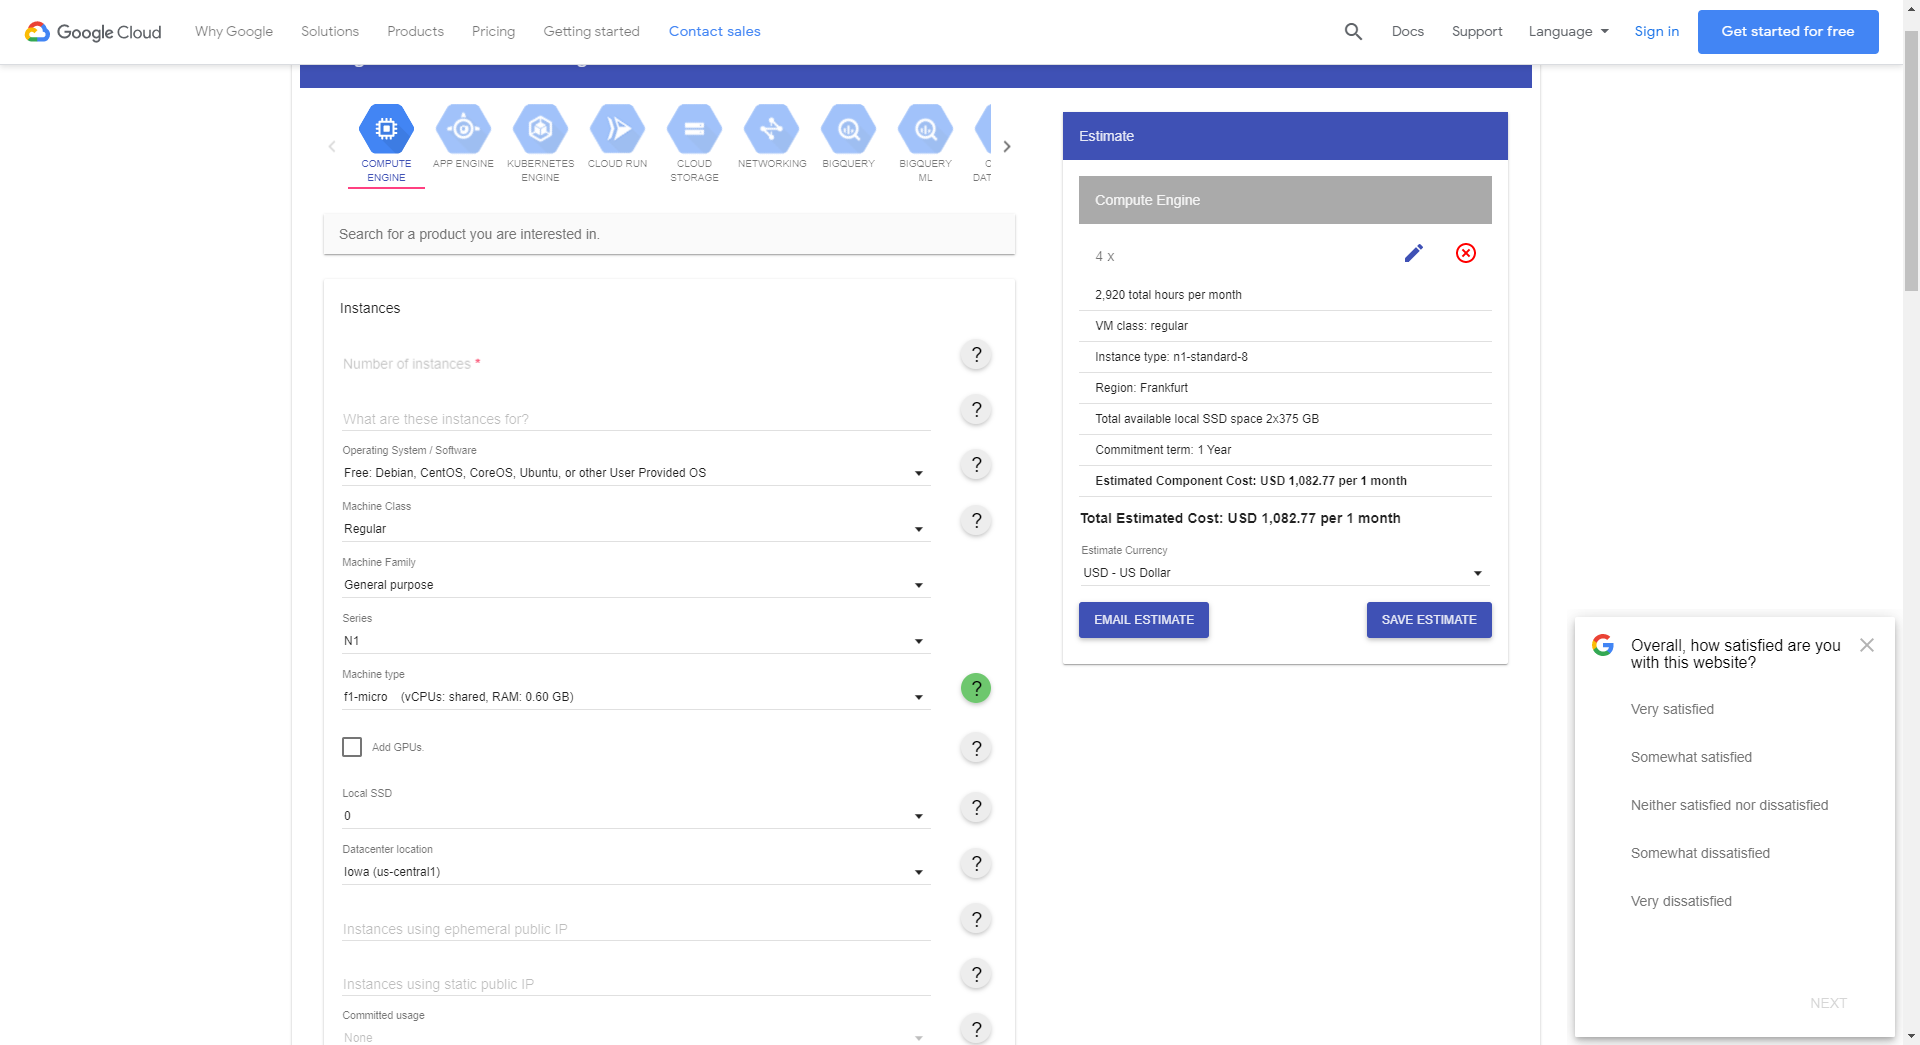 Google Cloud
Why Google
Solutions
Products
Pricing
Getting started
Contact sales
Docs
Support
Language
Sign in
Get started for free
COMPUTE
ENGINE
APP ENGINE
KUBERNETES
ENGINE
CLOUD RUN
CLOUD
STORAGE
NETWORKING
BIGQUERY
BIGQUERY
ML
C
DAT
Search for a product you are interested in.
Instances
Number of instances *
?
What are these instances for?
?
Operating System / Software
Free: Debian, CentOS, CoreOS, Ubuntu, or other User Provided OS
?
Machine Class
Regular
?
Machine Family
General purpose
Series
N1
Machine type
f1-micro (vCPUs: shared, RAM: 0.60 GB)
?
Add GPUs.
?
Local SSD
0
?
Datacenter location
Iowa (us-central1)
?
Instances using ephemeral public IP
?
Instances using static public IP
?
Committed usage
None
?
Estimate
Compute Engine
4 x
2,920 total hours per month
VM class: regular
Instance type: n1-standard-8
Region: Frankfurt
Total available local SSD space 2x375 GB
Commitment term: 1 Year
Estimated Component Cost: USD 1,082.77 per 1 month
Total Estimated Cost: USD 1,082.77 per 1 month
Estimate Currency
USD - US Dollar
EMAIL ESTIMATE
SAVE ESTIMATE
Overall, how satisfied are you
with this website?
Very satisfied
Somewhat satisfied
Neither satisfied nor dissatisfied
Somewhat dissatisfied
Very dissatisfied
NEXT